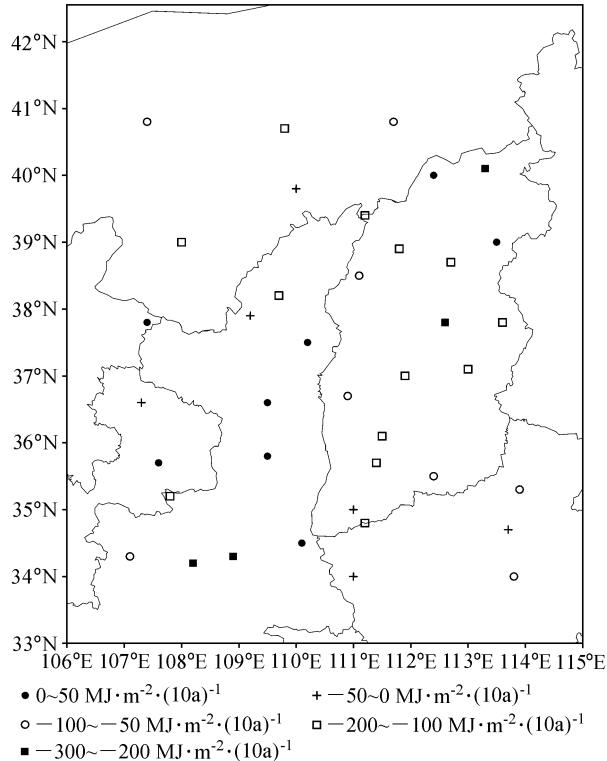 42°N
41°N
40°N
39°N
38°N
37°N
36°N
35°N
34°N
33°N
106°E 107°E 108°E 109°E 110°E 111°E 112°E 113°E 114°E 115°E
● 0~50 MJ·m⁻²·(10a)⁻¹ + −50~0 MJ·m⁻²·(10a)⁻¹
○ −100~−50 MJ·m⁻²·(10a)⁻¹ □ −200~−100 MJ·m⁻²·(10a)⁻¹
■ −300~−200 MJ·m⁻²·(10a)⁻¹